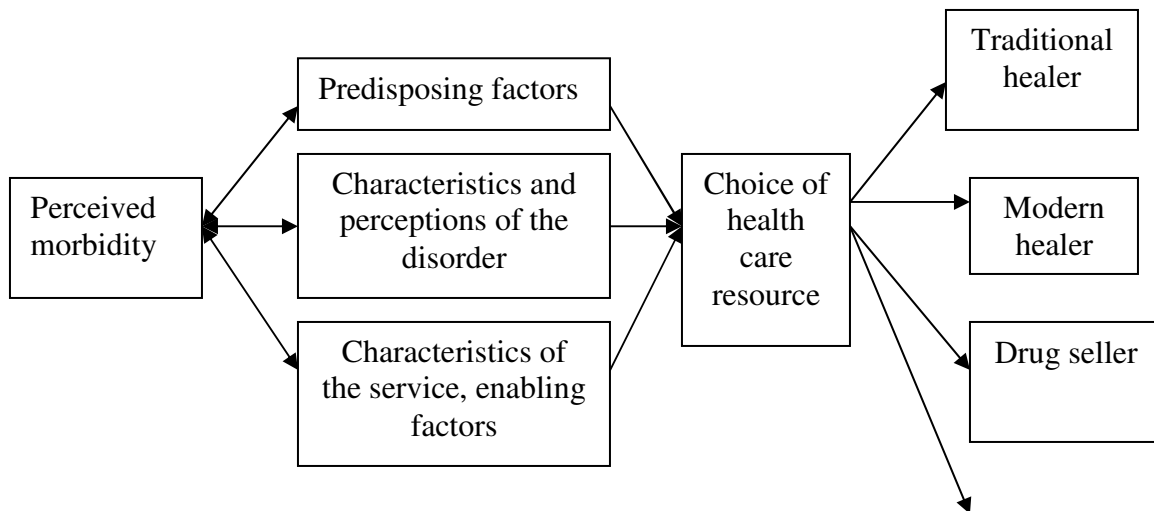 Perceived
morbidity
Predisposing factors
Characteristics and
perceptions of the
disorder
Characteristics of
the service, enabling
factors
Choice of
health
care
resource
Traditional
healer
Modern
healer
Drug seller